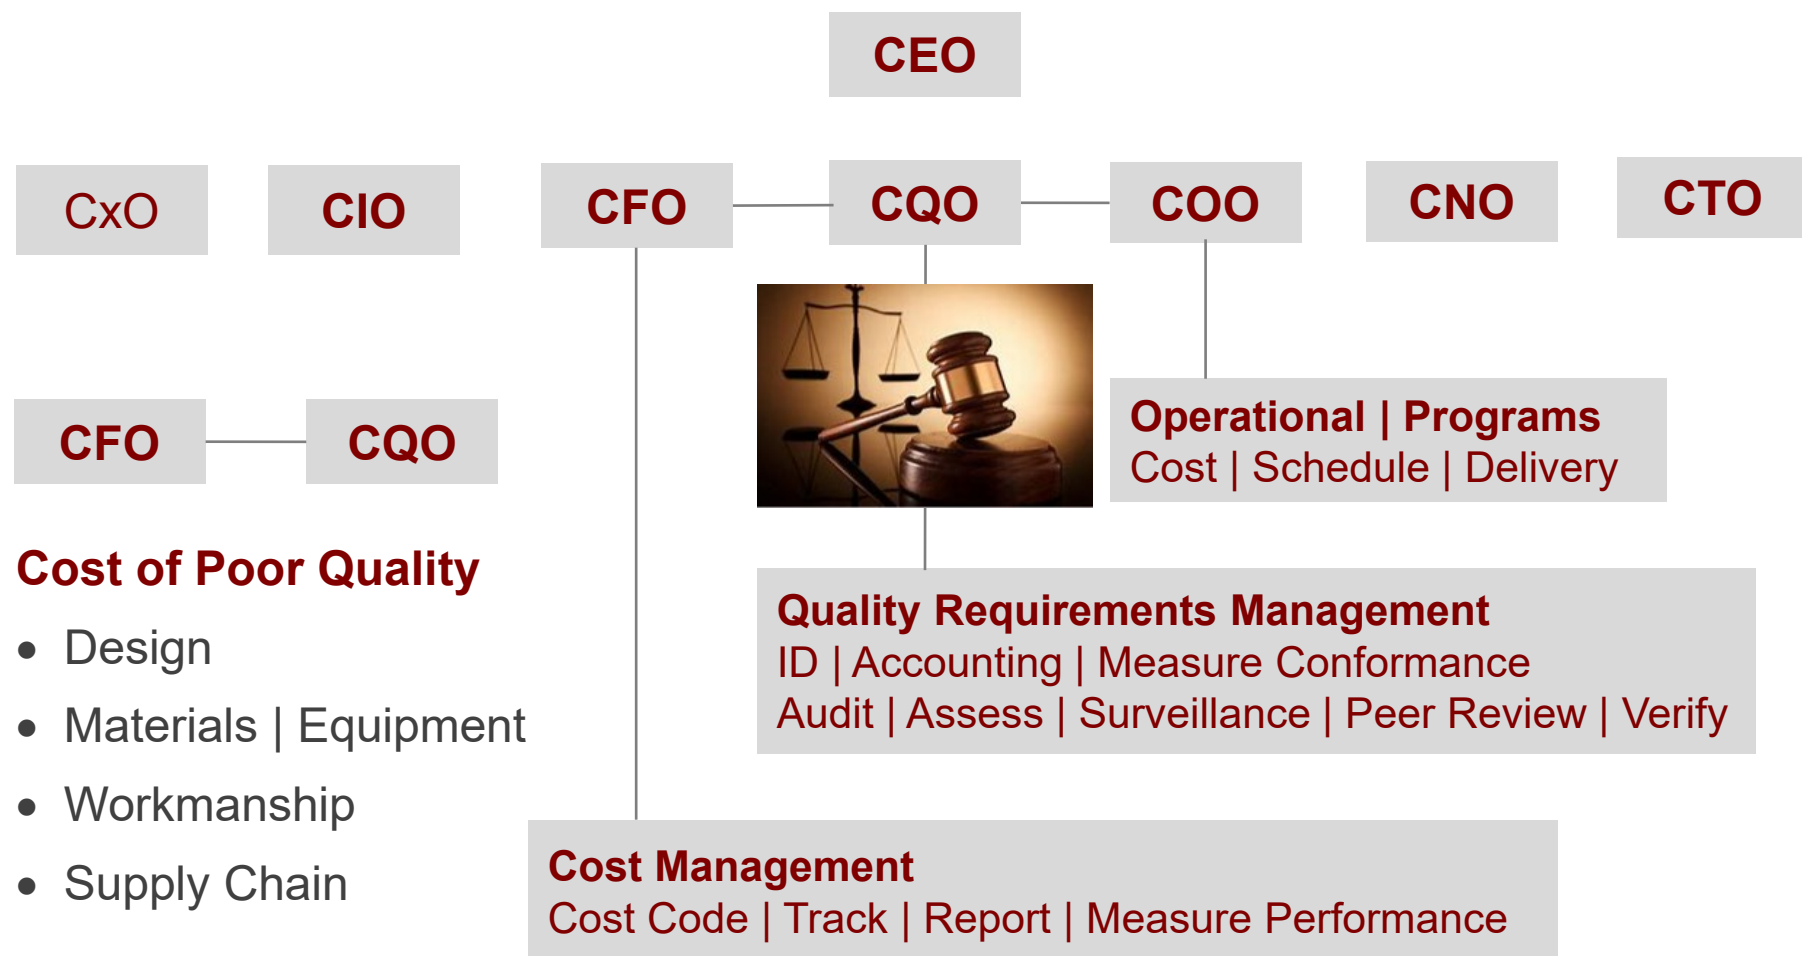 CEO
CxO
CIO
CFO
CQO
COO
CNO
CTO
CFO
CQO
Operational | Programs
Cost | Schedule | Delivery
Cost of Poor Quality
• Design
• Materials | Equipment
• Workmanship
• Supply Chain
Quality Requirements Management
ID | Accounting | Measure Conformance
Audit | Assess | Surveillance | Peer Review | Verify
Cost Management
Cost Code | Track | Report | Measure Performance